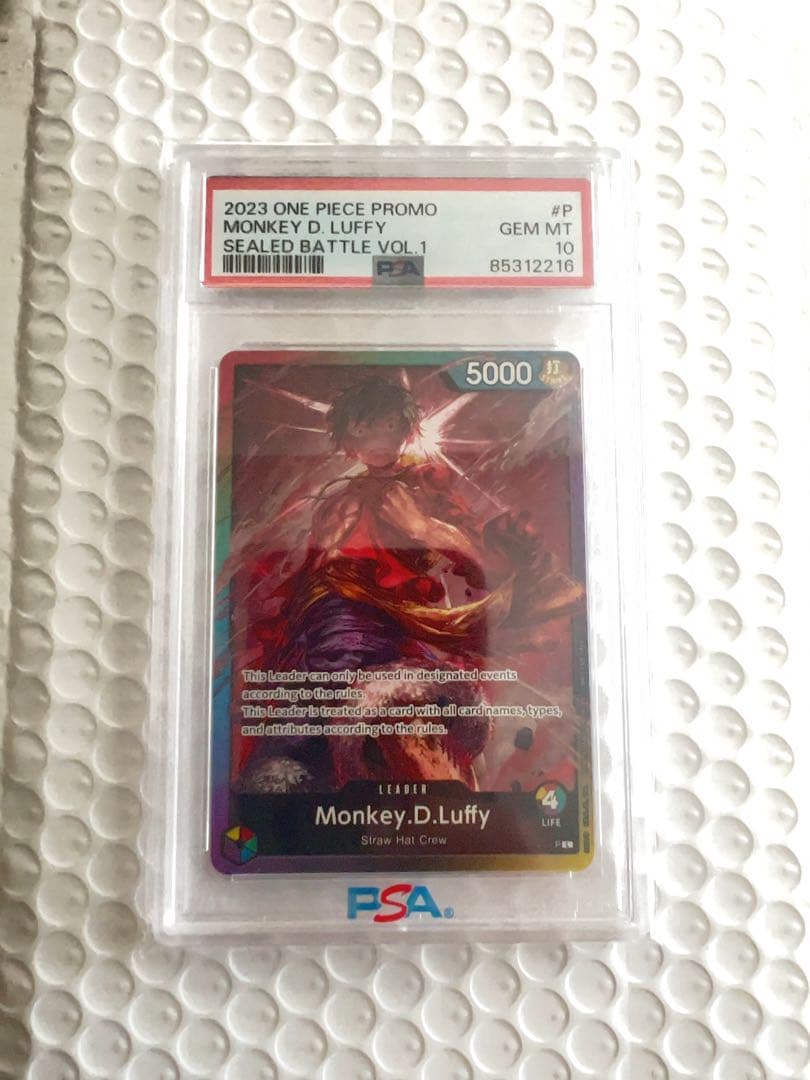 2023 ONE PIECE PROMO #P
MONKEY D. LUFFY GEM MT
SEALED BATTLE VOL.1 10
PSA 85312216
5000 打
This Leader can only be used in designated events
according to the rules.
This Leader is treated as a card with all card names, types,
and attributes according to the rules.
LEADER
4
Monkey.D.Luffy
LIFE
Straw Hat Crew
P
PSA®